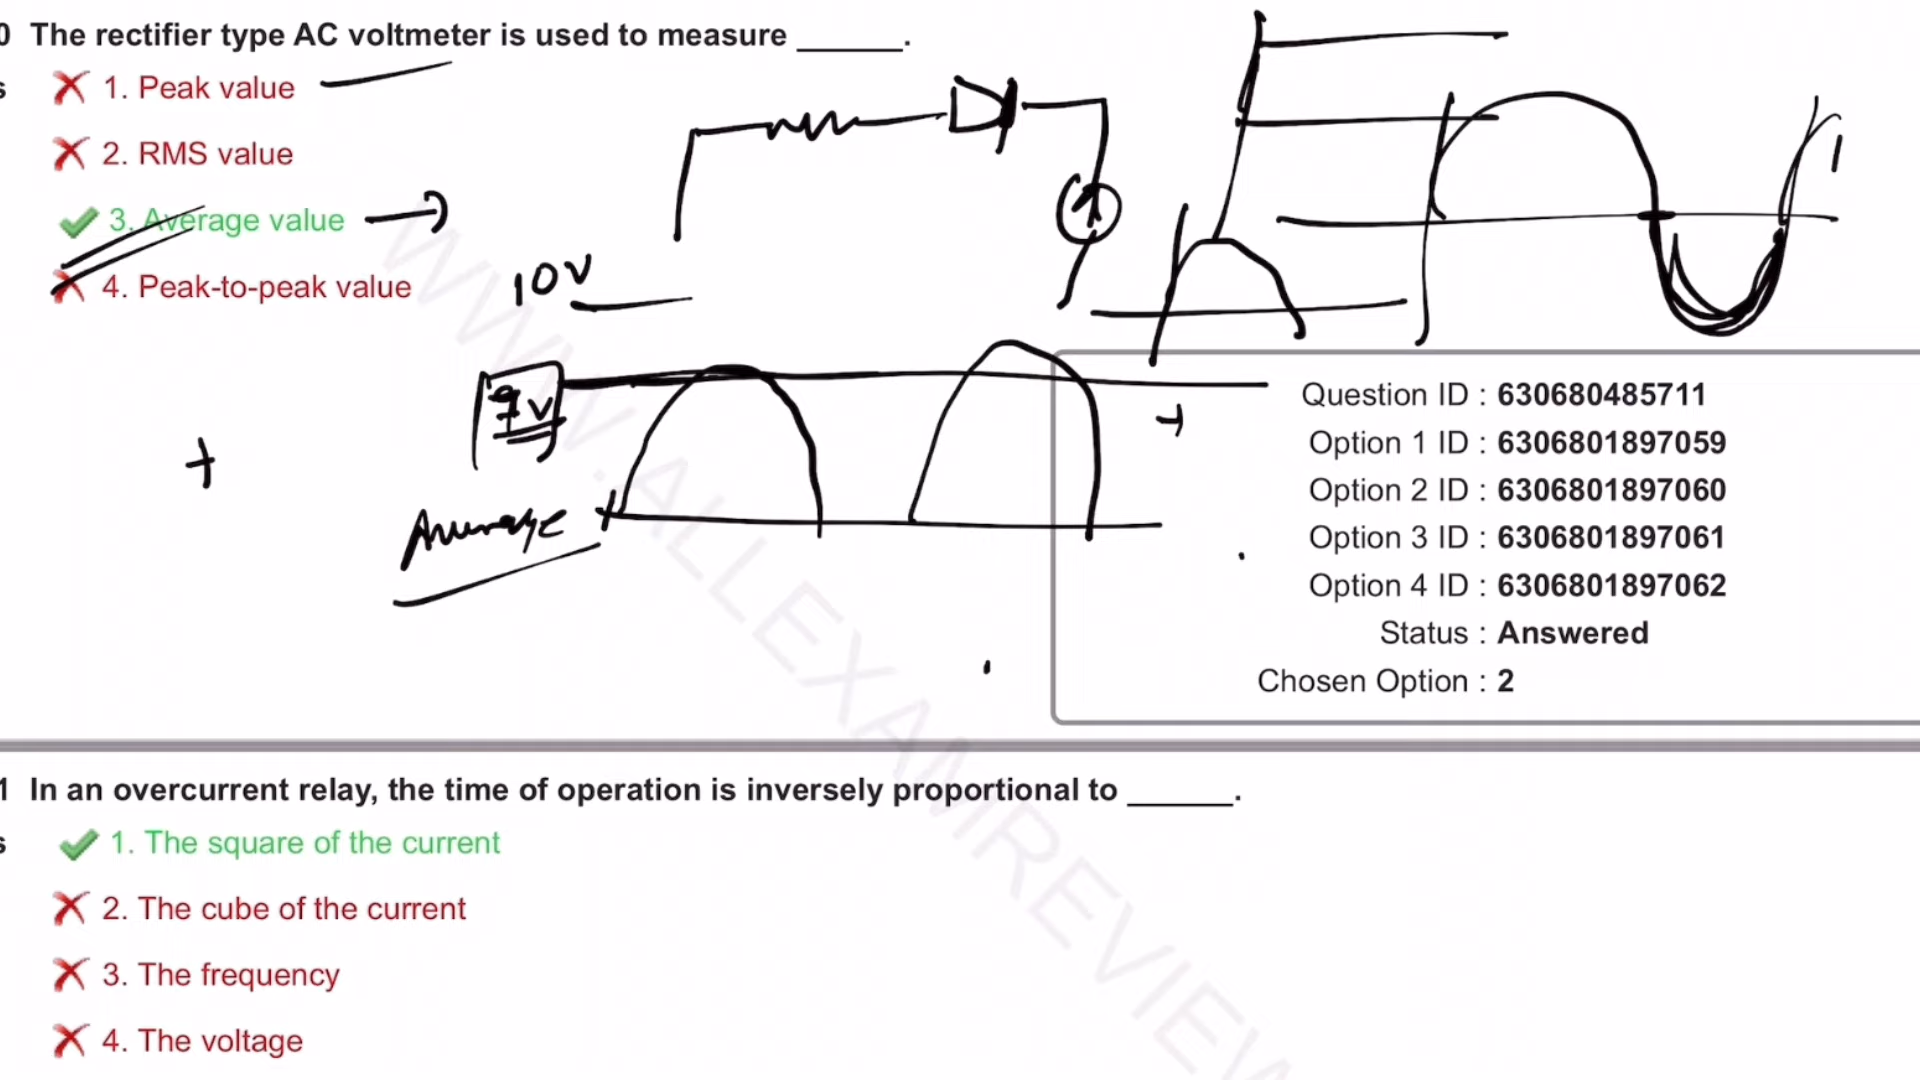 0 The rectifier type AC voltmeter is used to measure ______.
s
1. Peak value
2. RMS value
3. Average value
4. Peak-to-peak value
10V
Average
+
Question ID : 630680485711
Option 1 ID : 6306801897059
Option 2 ID : 6306801897060
Option 3 ID : 6306801897061
Option 4 ID : 6306801897062
Status : Answered
Chosen Option : 2
1 In an overcurrent relay, the time of operation is inversely proportional to ______.
s
1. The square of the current
2. The cube of the current
3. The frequency
4. The voltage
WWW.ALLEXAMREVIEW